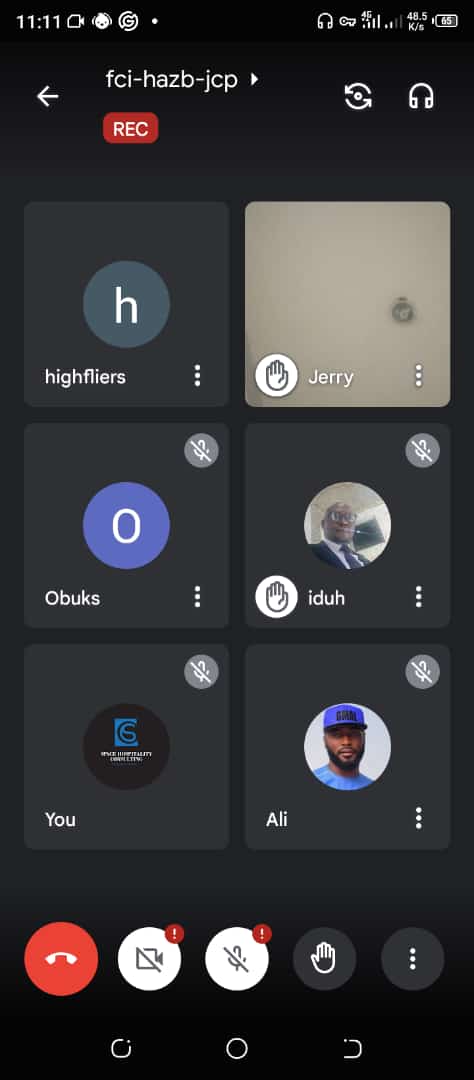 11:11
4G
48.5
K/s
65
fci-hazb-jcp
REC
h
highfliers
Jerry
O
Obuks
iduh
SPACE HOSPITALITY
CONSULTING
You
GMAL
Ali